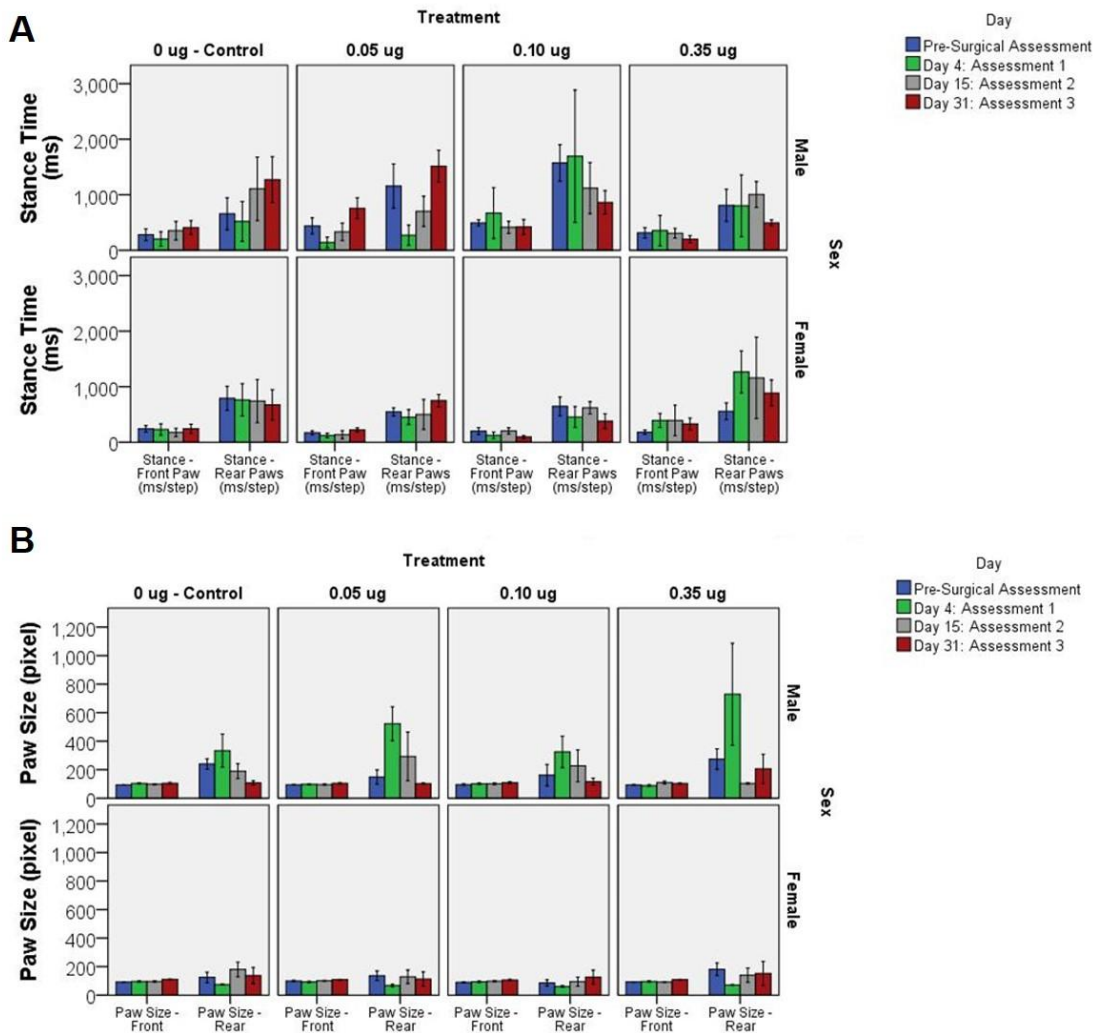 A
Treatment
0 ug - Control 0.05 ug 0.10 ug 0.35 ug
Day
Pre-Surgical Assessment
Day 4: Assessment 1
Day 15: Assessment 2
Day 31: Assessment 3
Stance Time
(ms)
3,000
2,000
1,000
0
Male
Sex
Stance Time
(ms)
3,000
2,000
1,000
0
Female
Stance - Stance - Stance - Stance - Stance - Stance - Stance - Stance -
Front Paw Rear Paws Front Paw Rear Paws Front Paw Rear Paws Front Paw Rear Paws
(ms/step) (ms/step) (ms/step) (ms/step) (ms/step) (ms/step) (ms/step) (ms/step)
B
Treatment
0 ug - Control 0.05 ug 0.10 ug 0.35 ug
Day
Pre-Surgical Assessment
Day 4: Assessment 1
Day 15: Assessment 2
Day 31: Assessment 3
Paw Size (pixel)
1,200
1,000
800
600
400
200
0
Male
Sex
Paw Size (pixel)
1,200
1,000
800
600
400
200
0
Female
Paw Size - Paw Size - Paw Size - Paw Size - Paw Size - Paw Size - Paw Size - Paw Size -
Front Rear Front Rear Front Rear Front Rear